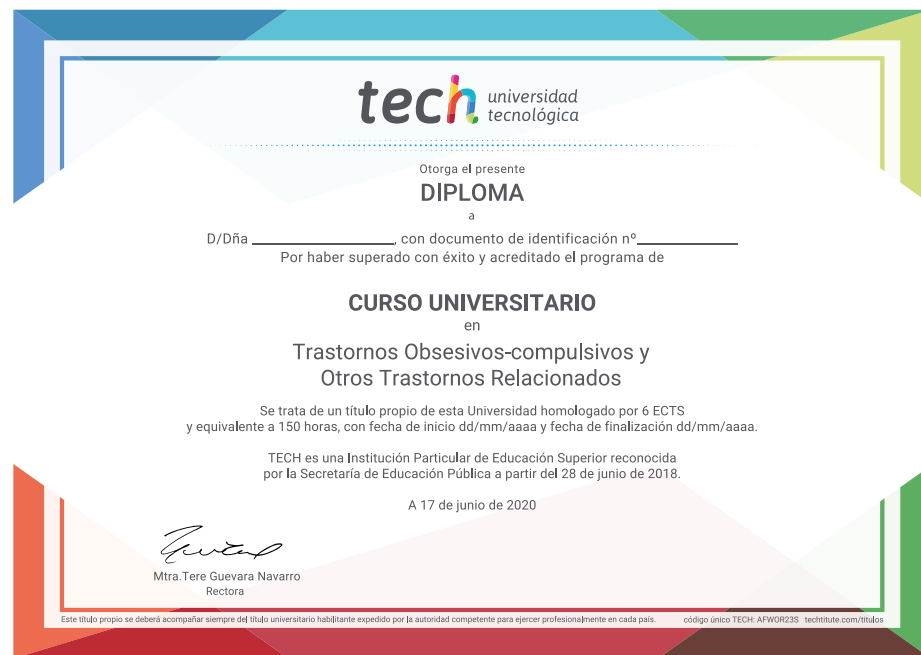 tech universidad
tecnológica
Otorga el presente
DIPLOMA
a
D/Dña ________________, con documento de identificación nº____________
Por haber superado con éxito y acreditado el programa de
CURSO UNIVERSITARIO
en
Trastornos Obsesivos-compulsivos y
Otros Trastornos Relacionados
Se trata de un título propio de esta Universidad homologado por 6 ECTS
y equivalente a 150 horas, con fecha de inicio dd/mm/aaaa y fecha de finalización dd/mm/aaaa.
TECH es una Institución Particular de Educación Superior reconocida
por la Secretaría de Educación Pública a partir del 28 de junio de 2018.
A 17 de junio de 2020
Mtra.Tere Guevara Navarro
Rectora
Este título propio se deberá acompañar siempre del título universitario habilitante expedido por la autoridad competente para ejercer profesionalmente en cada país. código único TECH: AFWOR23S techtitute.com/titulos